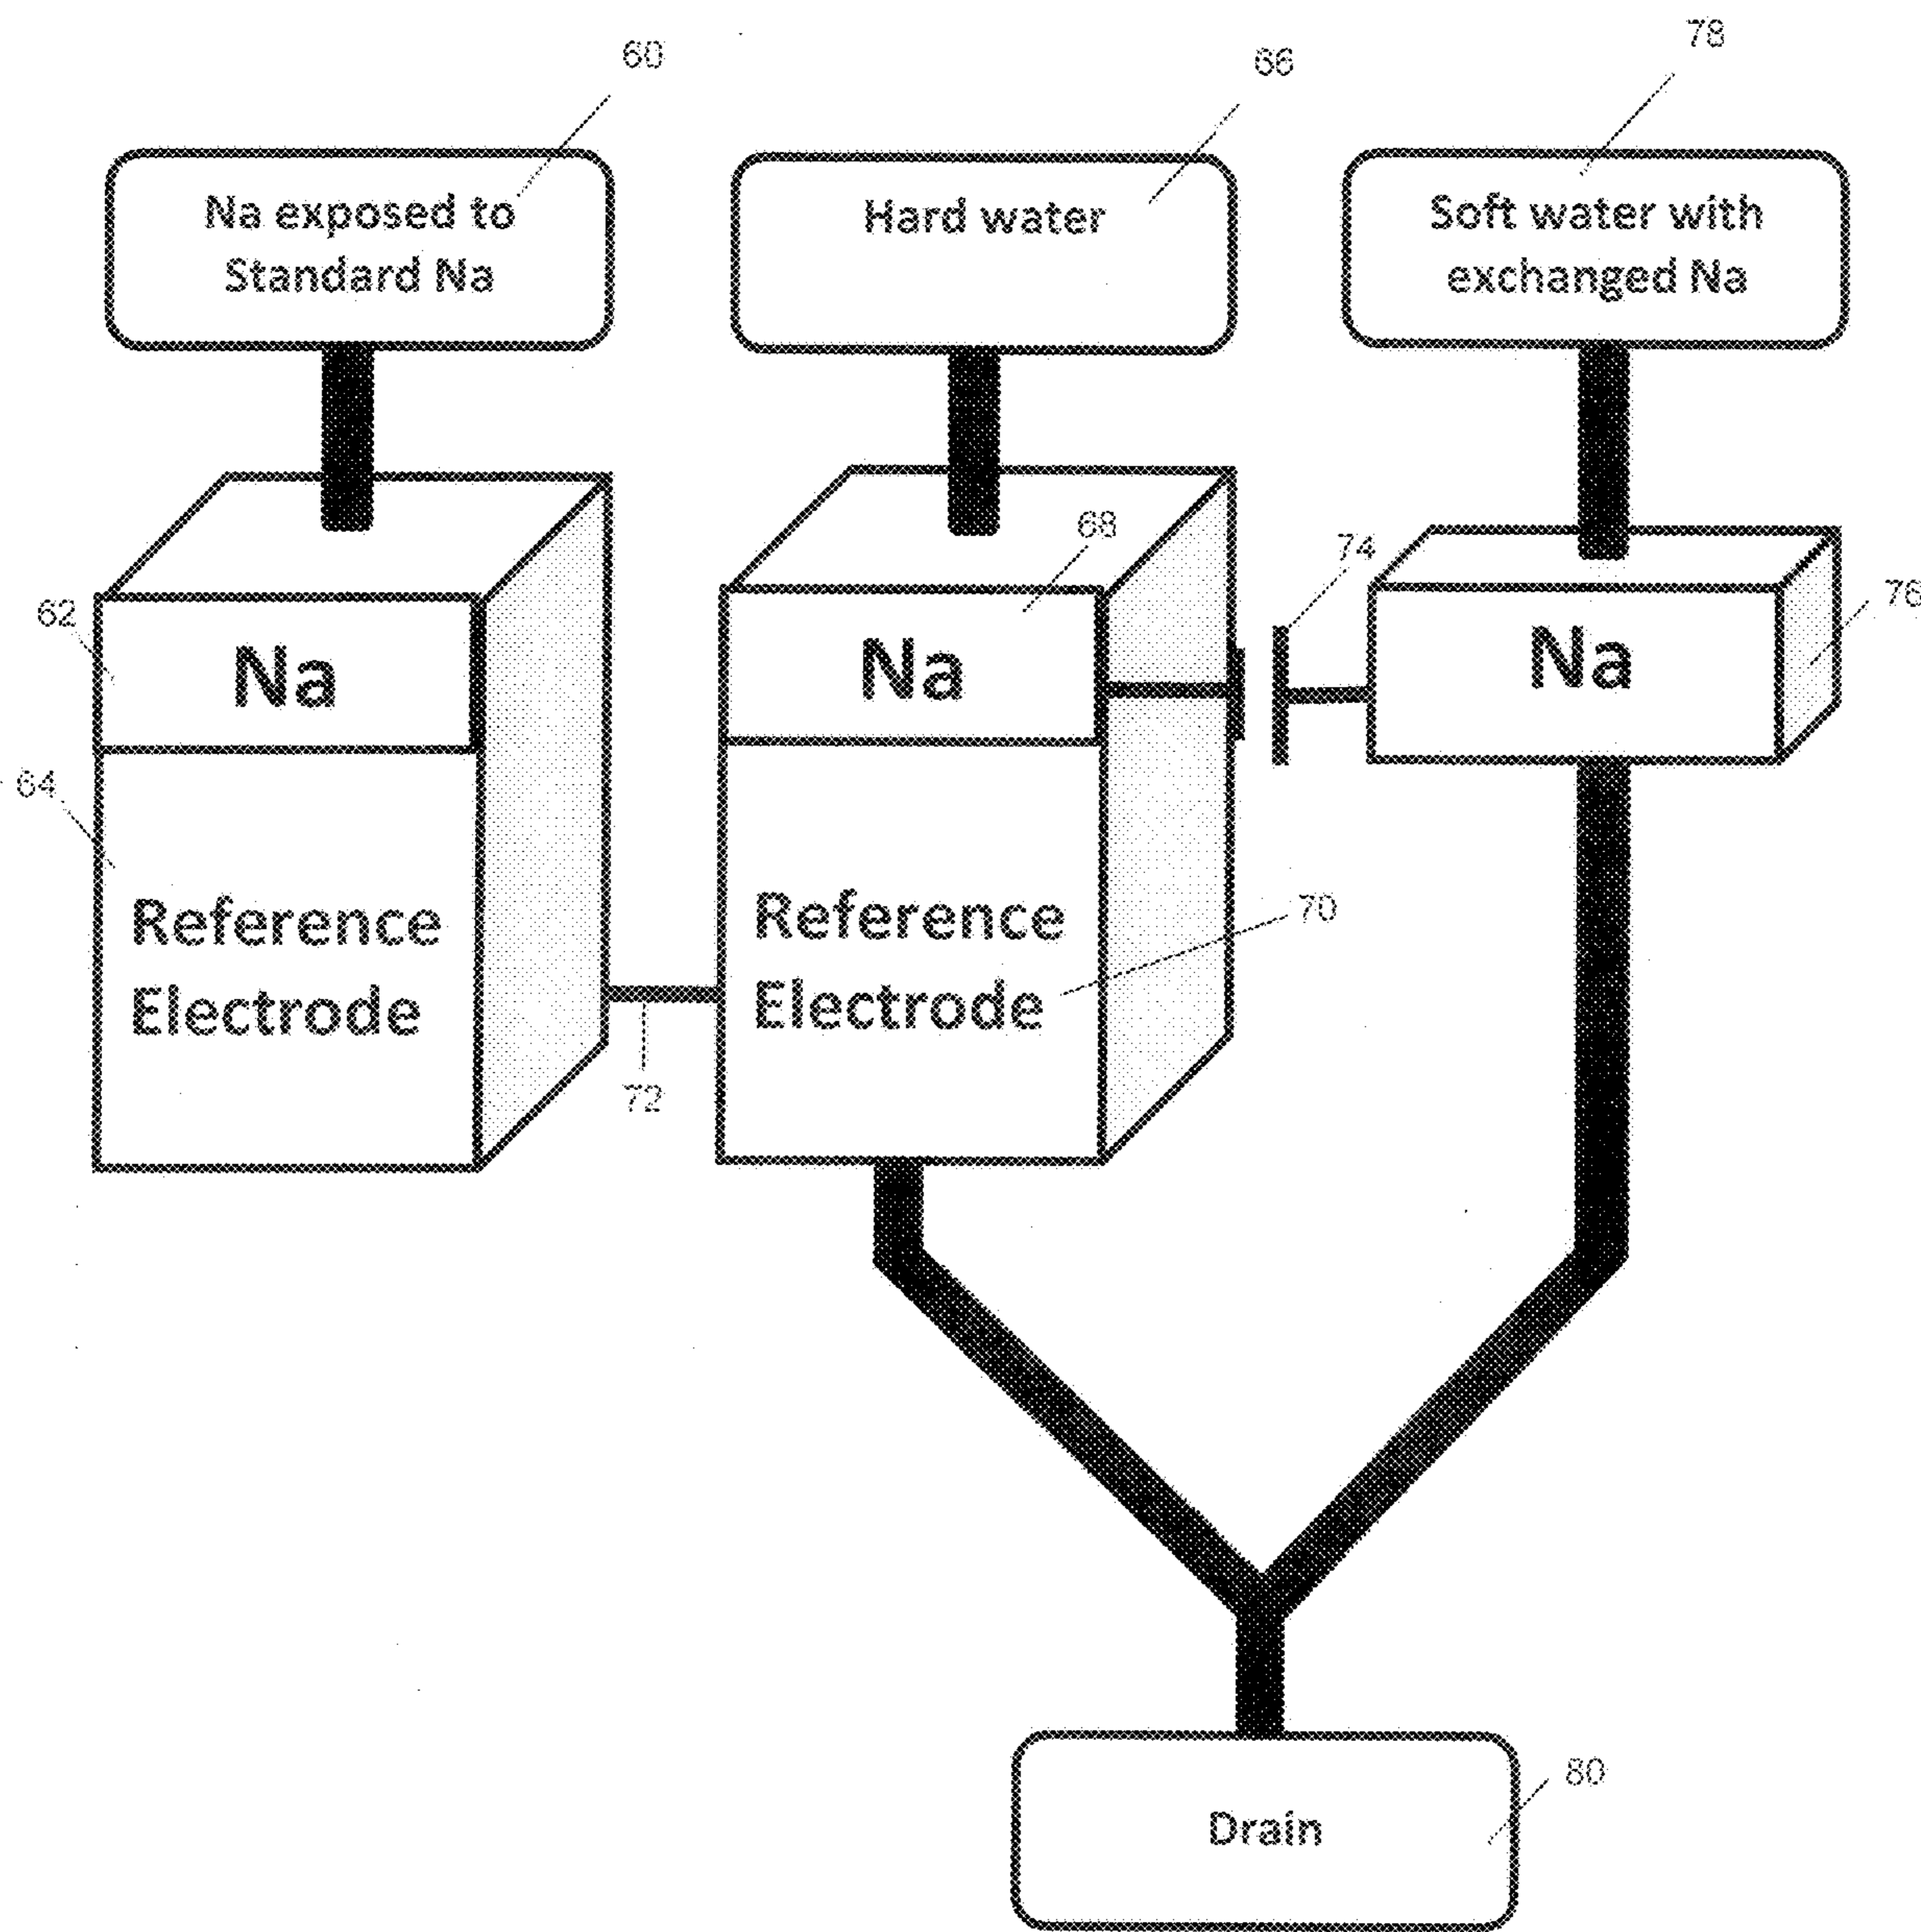 60
66
78
Na exposed to
Standard Na
Hard water
Soft water with
exchanged Na
68
74
76
62
Na
Na
Na
64
Reference
Electrode
Reference
Electrode
70
72
80
Drain